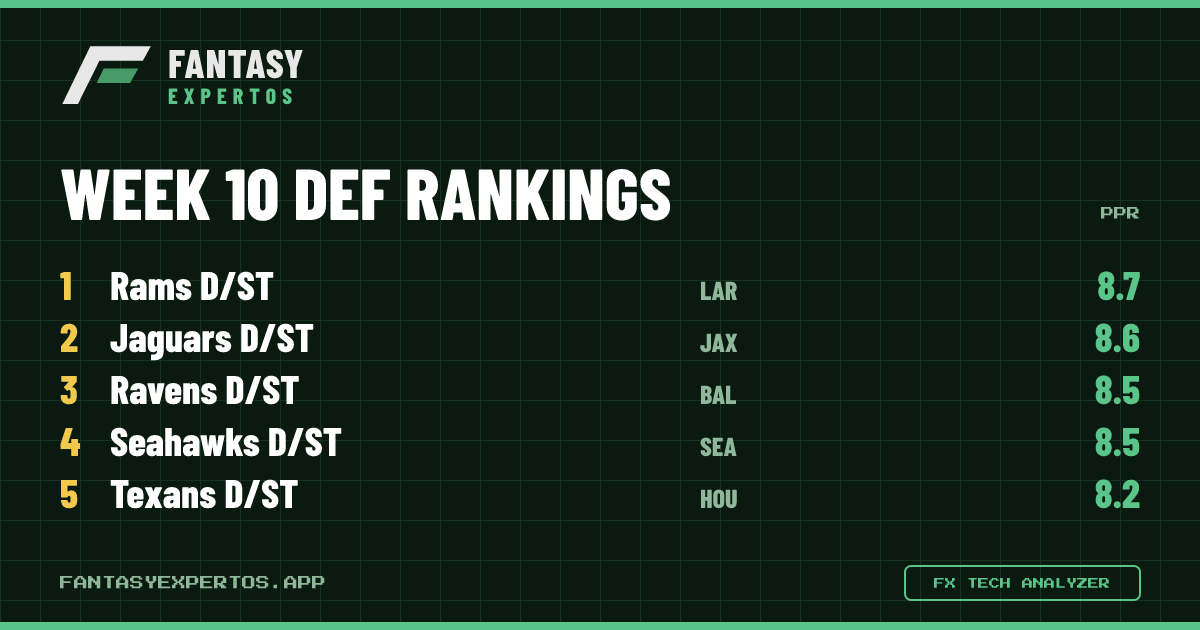 FANTASY
EXPERTOS
WEEK 10 DEF RANKINGS
PPR
1 Rams D/ST LAR 8.7
2 Jaguars D/ST JAX 8.6
3 Ravens D/ST BAL 8.5
4 Seahawks D/ST SEA 8.5
5 Texans D/ST HOU 8.2
FANTASYEXPERTOS.APP
FX TECH ANALYZER